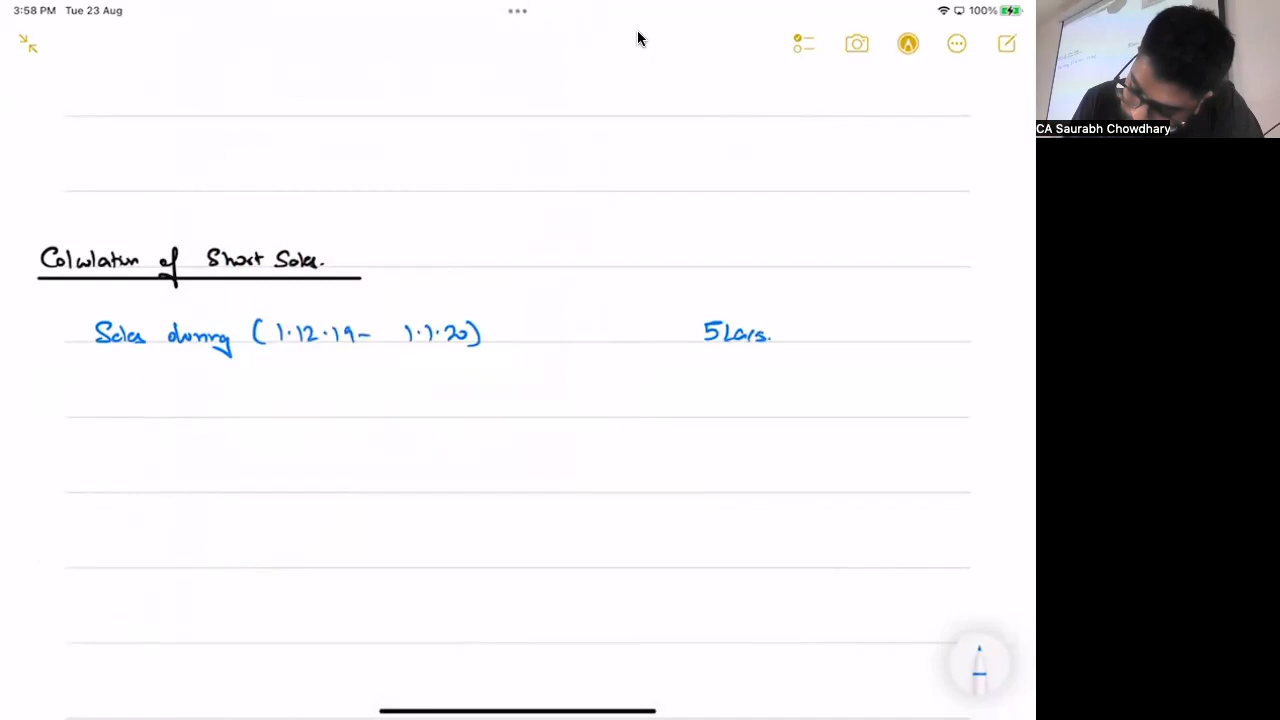 3:58 PM Tue 23 Aug
100%
CA Saurabh Chowdhary
Calculation of Short Sales.
Sales during (1.12.19 - 1.1.20) 5 Lacs.